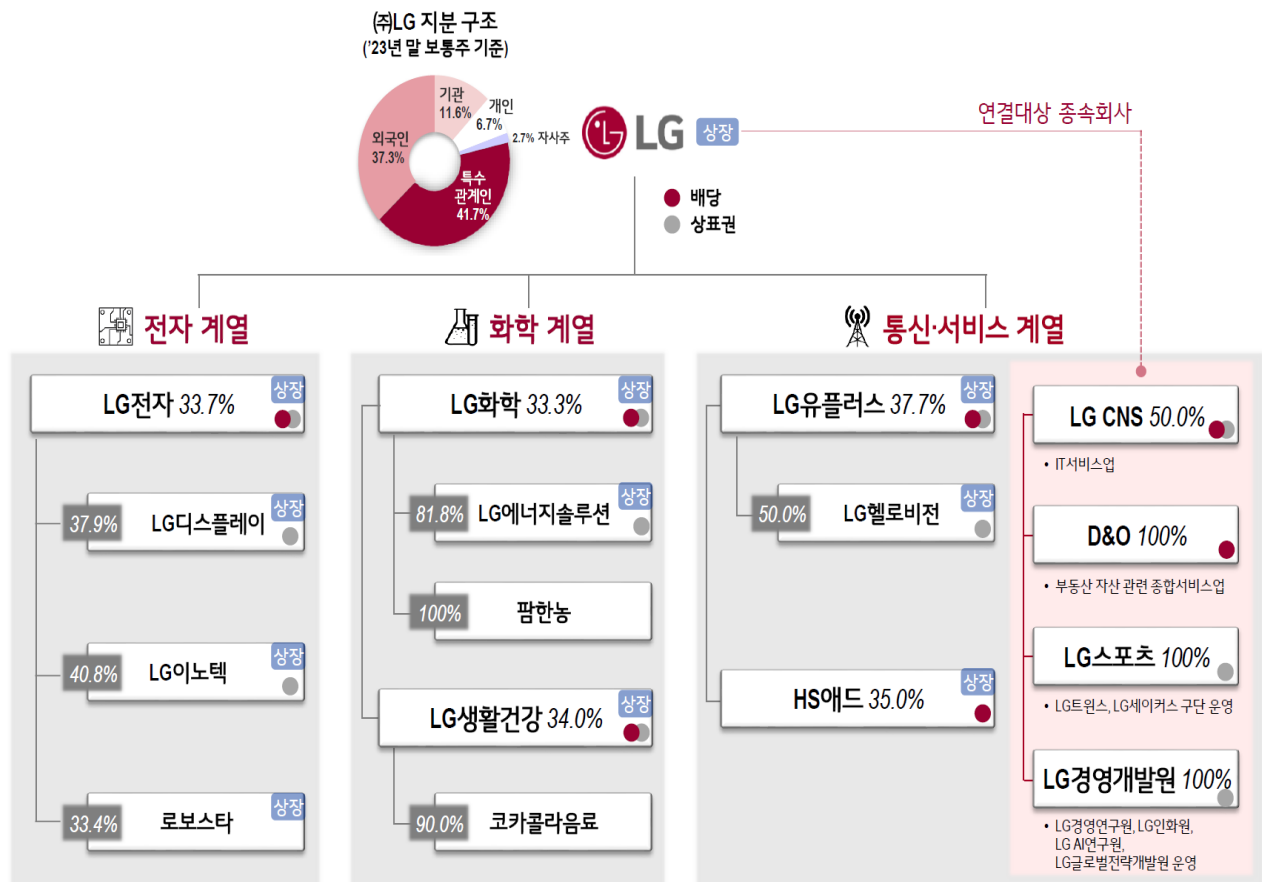 ㈜LG 지분 구조
('23년 말 보통주 기준)
기관
11.6%
개인
6.7%
2.7% 자사주
외국인
37.3%
특수
관계인
41.7%
LG 상장
연결대상 종속회사
배당
상표권
전자 계열
LG전자 33.7%
상장
37.9%
LG디스플레이
상장
40.8%
LG이노텍
상장
33.4%
로보스타
상장
화학 계열
LG화학 33.3%
상장
81.8%
LG에너지솔루션
상장
100%
팜한농
LG생활건강 34.0%
상장
90.0%
코카콜라음료
통신·서비스 계열
LG유플러스 37.7%
상장
50.0%
LG헬로비전
상장
HS애드 35.0%
상장
LG CNS 50.0%
• IT서비스업
D&O 100%
• 부동산 자산 관련 종합서비스업
LG스포츠 100%
• LG트윈스, LG세이커스 구단 운영
LG경영개발원 100%
• LG경영연구원, LG인화원,
LG AI연구원,
LG글로벌전략개발원 운영